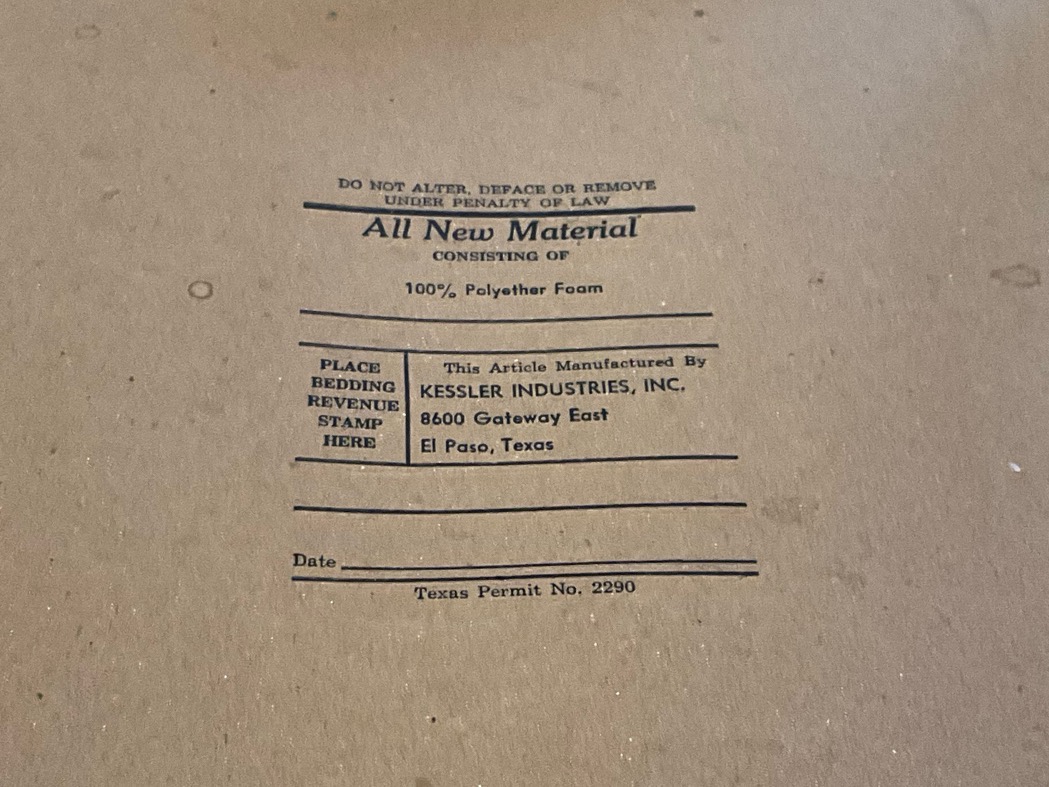 DO NOT ALTER, DEFACE OR REMOVE
UNDER PENALTY OF LAW
All New Material
CONSISTING OF
100% Polyether Foam
PLACE
BEDDING
REVENUE
STAMP
HERE
This Article Manufactured By
KESSLER INDUSTRIES, INC.
8600 Gateway East
El Paso, Texas
Date
Texas Permit No. 2290